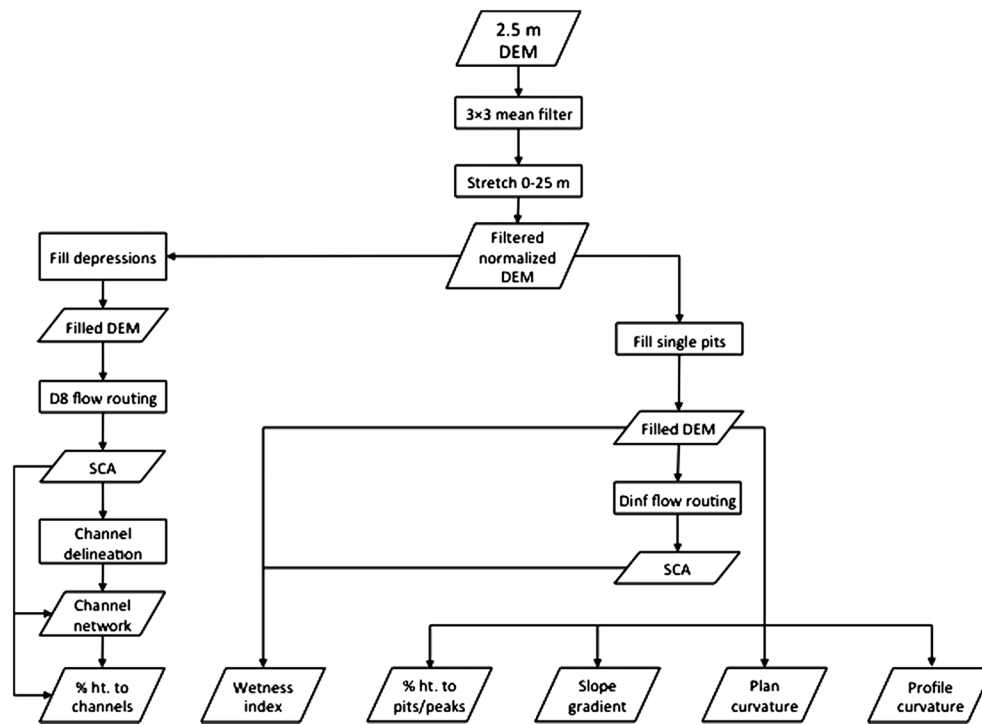 2.5 m
DEM
3×3 mean filter
Stretch 0-25 m
Filtered
normalized
DEM
Fill depressions
Filled DEM
D8 flow routing
SCA
Channel
delineation
Channel
network
% ht. to
channels
Fill single pits
Filled DEM
Dinf flow routing
SCA
Wetness
index
% ht. to
pits/peaks
Slope
gradient
Plan
curvature
Profile
curvature